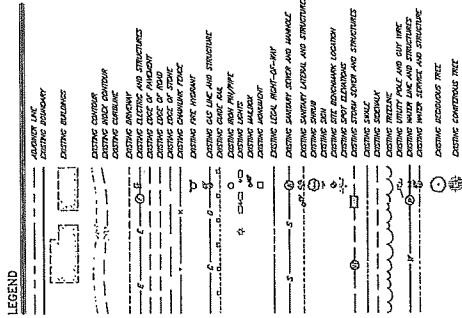 LEGEND
ADJOINER LINE
EXISTING BOUNDARY
EXISTING BUILDINGS
EXISTING CONTOUR
EXISTING INDEX CONTOUR
EXISTING CURBLINE
EXISTING DRIVEWAY
EXISTING ELECTRIC AND STRUCTURES
EXISTING EDGE OF PAVEMENT
EXISTING EDGE OF ROAD
EXISTING EDGE OF STONE
EXISTING CHAINLINK FENCE
EXISTING FIRE HYDRANT
EXISTING GAS LINE AND STRUCTURE
EXISTING GUIDE RAIL
EXISTING IRON PIN/PIPE
EXISTING LIGHTS
EXISTING MAILBOX
EXISTING MONUMENT
EXISTING LOCAL RIGHT-OF-WAY
EXISTING SANITARY SEWER AND MANHOLE
EXISTING SANITARY LATERAL AND STRUCTURES
EXISTING SHRUB
EXISTING SIGN
SITE BENCHMARK LOCATION
EXISTING SPOT ELEVATIONS
EXISTING STORM SEWER AND STRUCTURES
EXISTING SWALE
EXISTING SIDEWALK
EXISTING TREELINE
EXISTING UTILITY POLE AND GUY WIRE
EXISTING WATER LINE AND STRUCTURES
EXISTING WATER SERVICE AND STRUCTURE
EXISTING DECIDUOUS TREE
EXISTING CONIFEROUS TREE